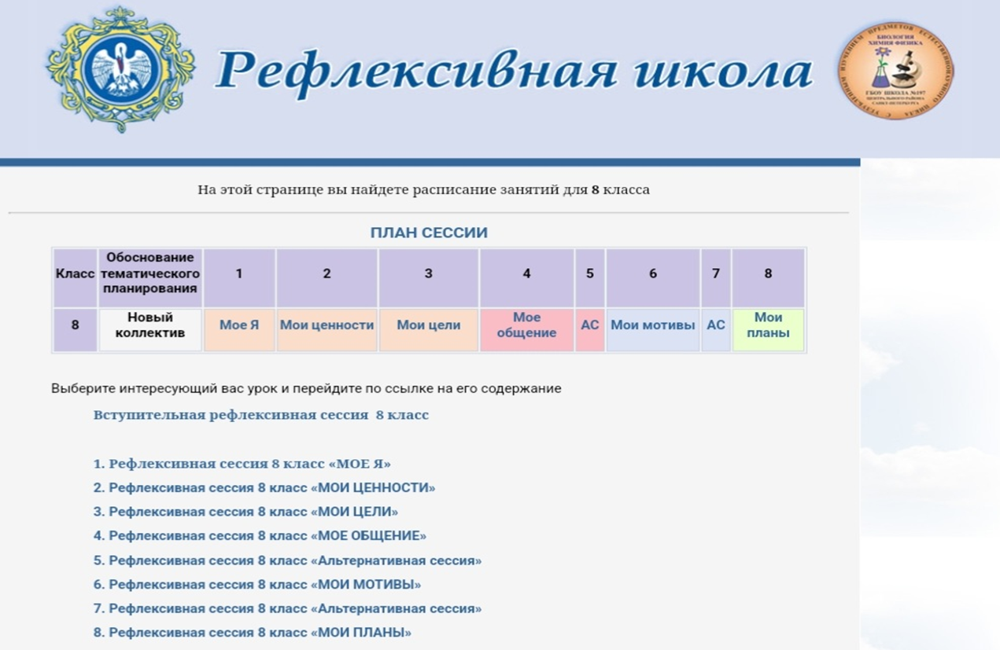 Рефлексивная школа
С УГЛУБЛЕННЫМ ИЗУЧЕНИЕМ ПРЕДМЕТОВ ЕСТЕСТВЕННОНАУЧНОГО ЦИКЛА
БИОЛОГИЯ
ХИМИЯ ФИЗИКА
ГБОУ ШКОЛА №197
ЦЕНТРАЛЬНОГО РАЙОНА
САНКТ-ПЕТЕРБУРГА
На этой странице вы найдете расписание занятий для 8 класса
ПЛАН СЕССИИ
Класс Обоснование тематического планирования 1 2 3 4 5 6 7 8
8 Новый коллектив Мое Я Мои ценности Мои цели Мое общение АС Мои мотивы АС Мои планы
Выберите интересующий вас урок и перейдите по ссылке на его содержание
Вступительная рефлексивная сессия 8 класс
1. Рефлексивная сессия 8 класс «МОЕ Я»
2. Рефлексивная сессия 8 класс «МОИ ЦЕННОСТИ»
3. Рефлексивная сессия 8 класс «МОИ ЦЕЛИ»
4. Рефлексивная сессия 8 класс «МОЕ ОБЩЕНИЕ»
5. Рефлексивная сессия 8 класс «Альтернативная сессия»
6. Рефлексивная сессия 8 класс «МОИ МОТИВЫ»
7. Рефлексивная сессия 8 класс «Альтернативная сессия»
8. Рефлексивная сессия 8 класс «МОИ ПЛАНЫ»